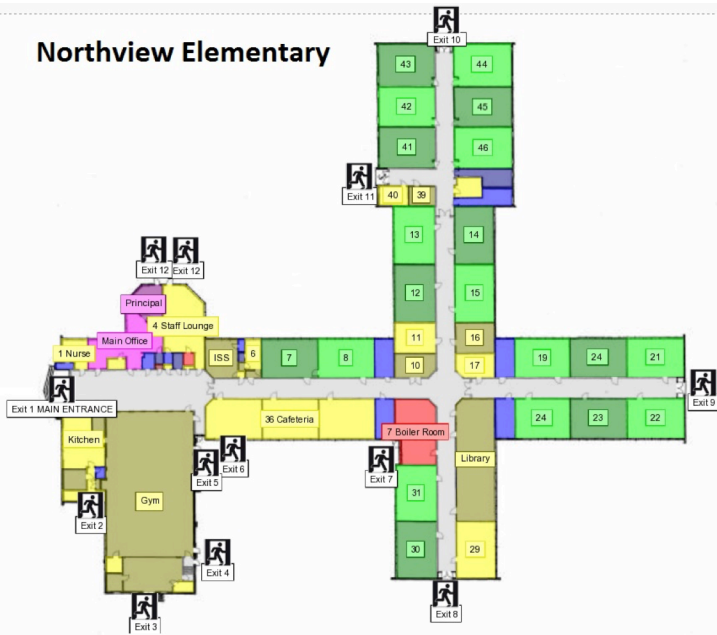 Northview Elementary
Exit 10
43
44
42
45
41
46
Exit 11
40
39
13
14
12
15
Exit 12
Exit 12
Principal
4 Staff Lounge
Main Office
1 Nurse
ISS
6
7
8
11
10
16
17
19
24
21
Exit 1 MAIN ENTRANCE
Exit 9
Kitchen
36 Cafeteria
7 Boiler Room
24
23
22
Exit 6
Exit 5
Exit 7
Library
Gym
31
Exit 2
30
29
Exit 4
Exit 3
Exit 8